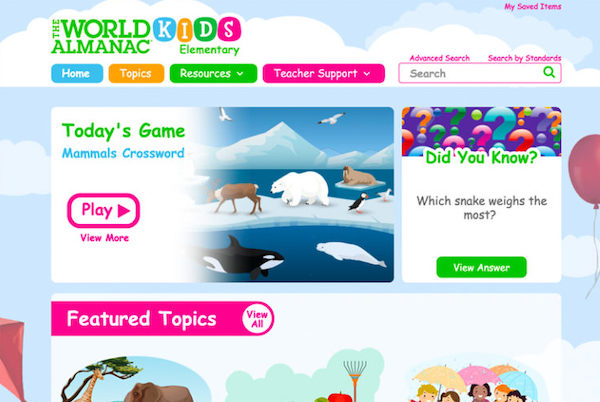 My Saved Items
THE WORLD ALMANAC® KIDS
Elementary
Advanced Search
Search by Standards
Home
Topics
Resources
Teacher Support
Search
Today's Game
Mammals Crossword
Play
View More
Did You Know?
Which snake weighs the
most?
View Answer
Featured Topics
View
All